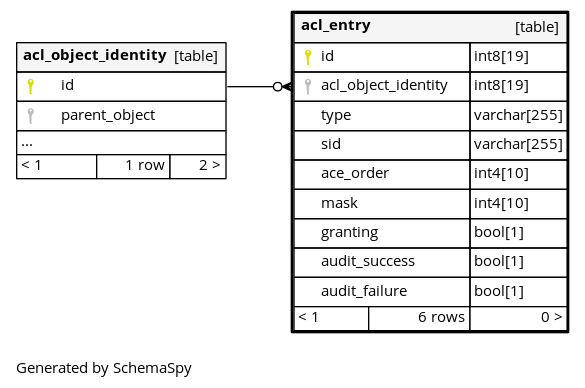 acl_object_identity [table]
id
parent_object
...
< 1 1 row 2 >
acl_entry [table]
id int8[19]
acl_object_identity int8[19]
type varchar[255]
sid varchar[255]
ace_order int4[10]
mask int4[10]
granting bool[1]
audit_success bool[1]
audit_failure bool[1]
< 1 6 rows 0 >
Generated by SchemaSpy